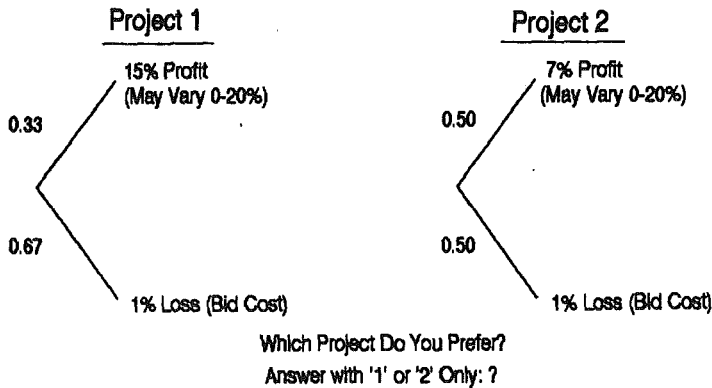 Project 1
15% Profit
(May Vary 0-20%)
0.33
0.67
1% Loss (Bid Cost)
Project 2
7% Profit
(May Vary 0-20%)
0.50
0.50
1% Loss (Bid Cost)
Which Project Do You Prefer?
Answer with '1' or '2' Only: ?